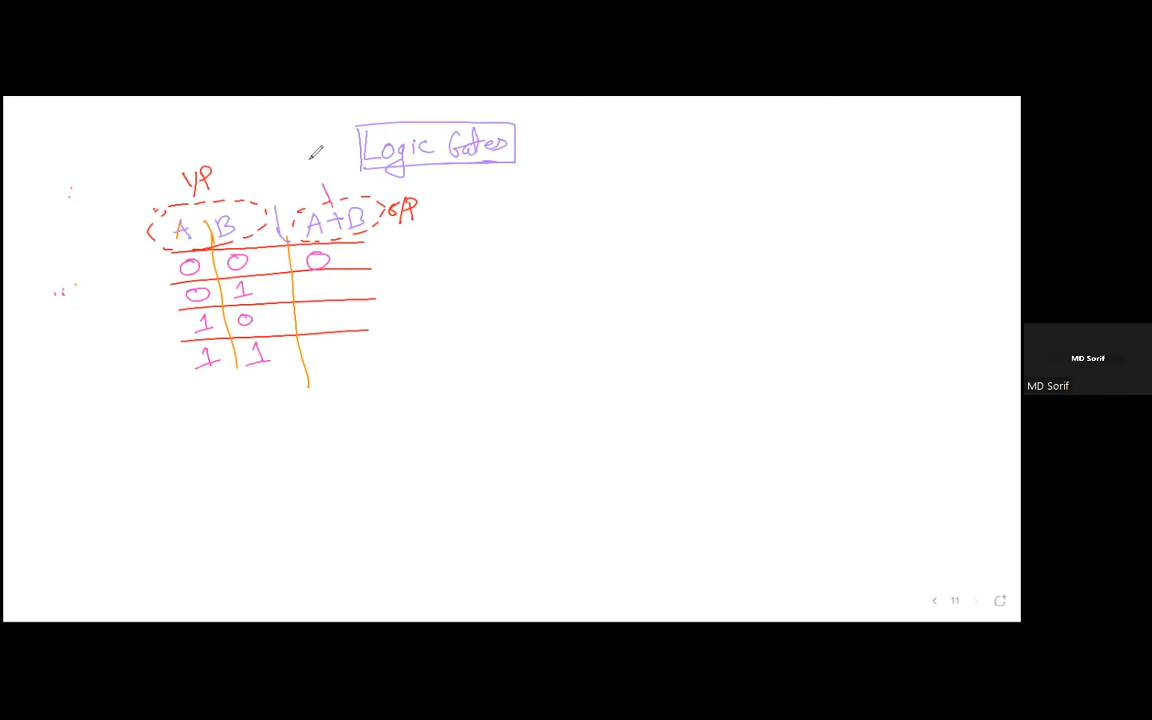 Logic Gates
I/P
A B A+B O/P
0 0 0
0 1
1 0
1 1
MD Sorif
MD Sorif
11